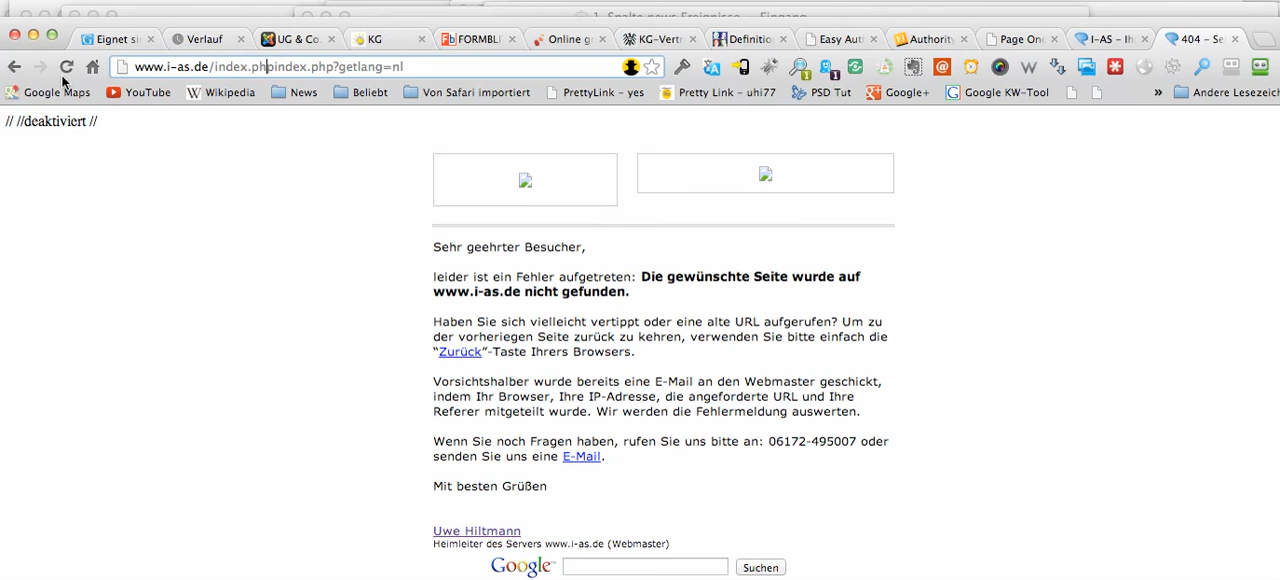 1. Spalte news Ereignisse — Eingang
Eignet si
Verlauf
UG & Co.
KG
FORMBL
Online gr
KG-Vertr
Definitio
Easy Aut
Authority
Page One
I-AS – Ih
404 – Se
www.i-as.de/index.phpindex.php?getlang=nl
Google Maps
YouTube
Wikipedia
News
Beliebt
Von Safari importiert
PrettyLink – yes
Pretty Link – uhi77
PSD Tut
Google+
Google KW-Tool
»
Andere Lesezeich
// //deaktiviert //
Sehr geehrter Besucher,
leider ist ein Fehler aufgetreten: Die gewünschte Seite wurde auf
www.i-as.de nicht gefunden.
Haben Sie sich vielleicht vertippt oder eine alte URL aufgerufen? Um zu
der vorheriegen Seite zurück zu kehren, verwenden Sie bitte einfach die
“Zurück”-Taste Ihrers Browsers.
Vorsichtshalber wurde bereits eine E-Mail an den Webmaster geschickt,
indem Ihr Browser, Ihre IP-Adresse, die angeforderte URL und Ihre
Referer mitgeteilt wurde. Wir werden die Fehlermeldung auswerten.
Wenn Sie noch Fragen haben, rufen Sie uns bitte an: 06172-495007 oder
senden Sie uns eine E-Mail.
Mit besten Grüßen
Uwe Hiltmann
Heimleiter des Servers www.i-as.de (Webmaster)
Google
Suchen